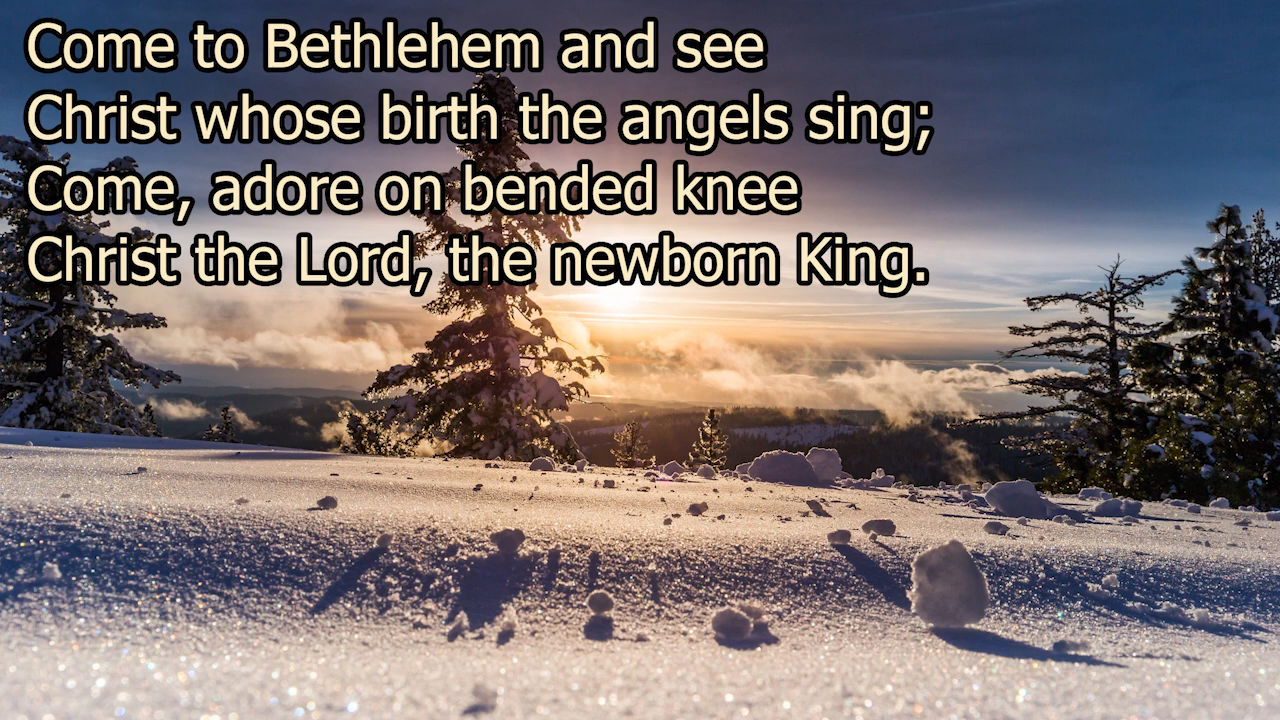 Come to Bethlehem and see
Christ whose birth the angels sing;
Come, adore on bended knee
Christ the Lord, the newborn King.